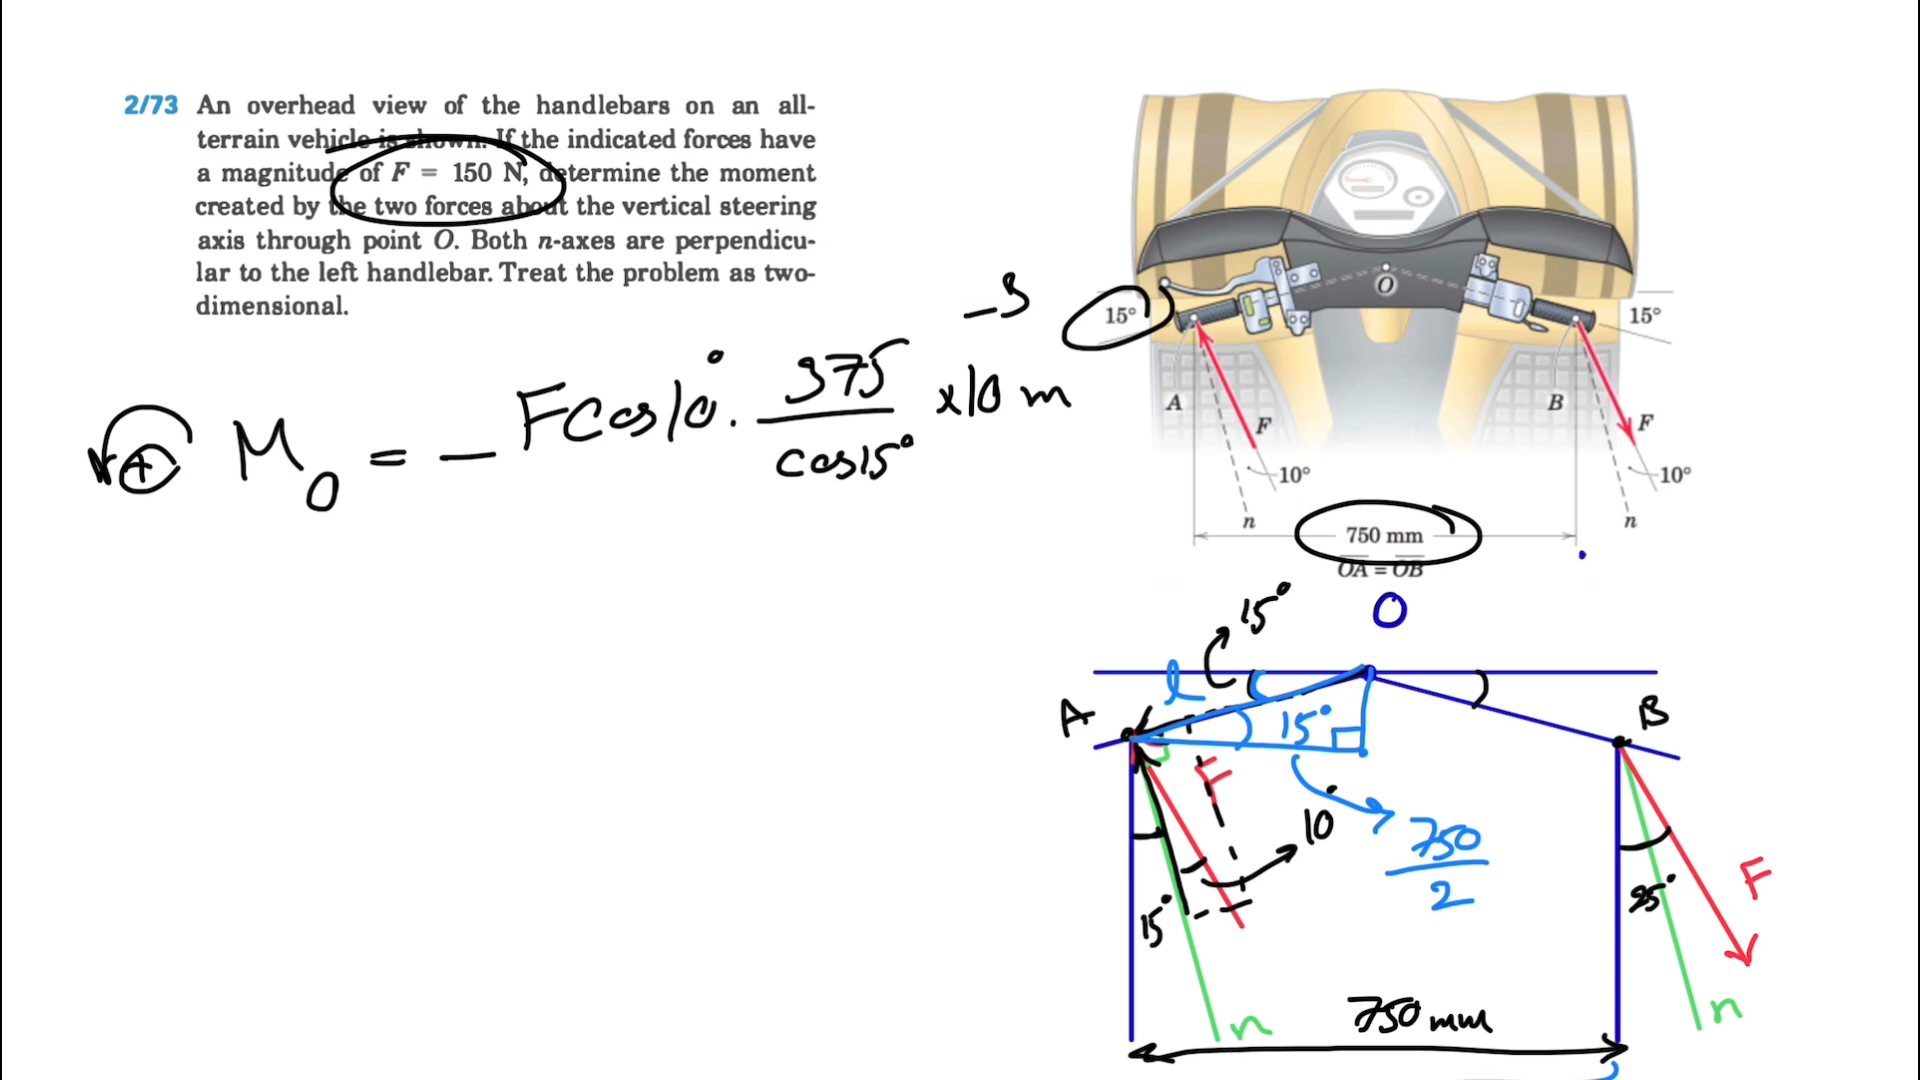 2/73 An overhead view of the handlebars on an all-
terrain vehicle is shown. If the indicated forces have
a magnitude of F = 150 N, determine the moment
created by the two forces about the vertical steering
axis through point O. Both n-axes are perpendicu-
lar to the left handlebar. Treat the problem as two-
dimensional.
O
15°
15°
A
B
F
F
10°
10°
n
n
750 mm
OA = OB
+ M_O = - F cos10° . 375/cos15° x10^-3 m
O
15°
l
A
15°
B
F
10°
750/2
15°
25°
F
n
n
750 mm